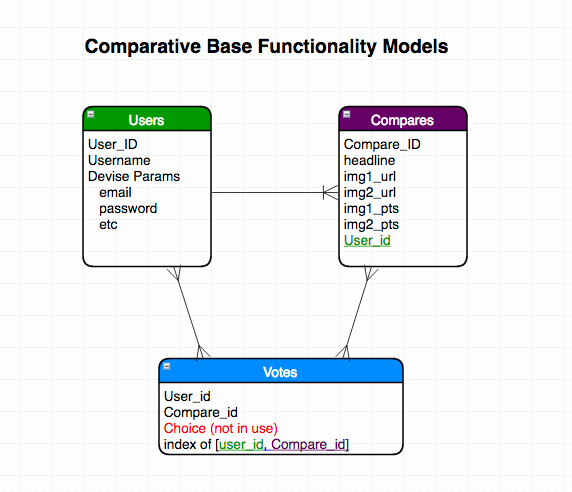 Comparative Base Functionality Models
Users
User_ID
Username
Devise Params
email
password
etc
Compares
Compare_ID
headline
img1_url
img2_url
img1_pts
img2_pts
User_id
Votes
User_id
Compare_id
Choice (not in use)
index of [user_id, Compare_id]